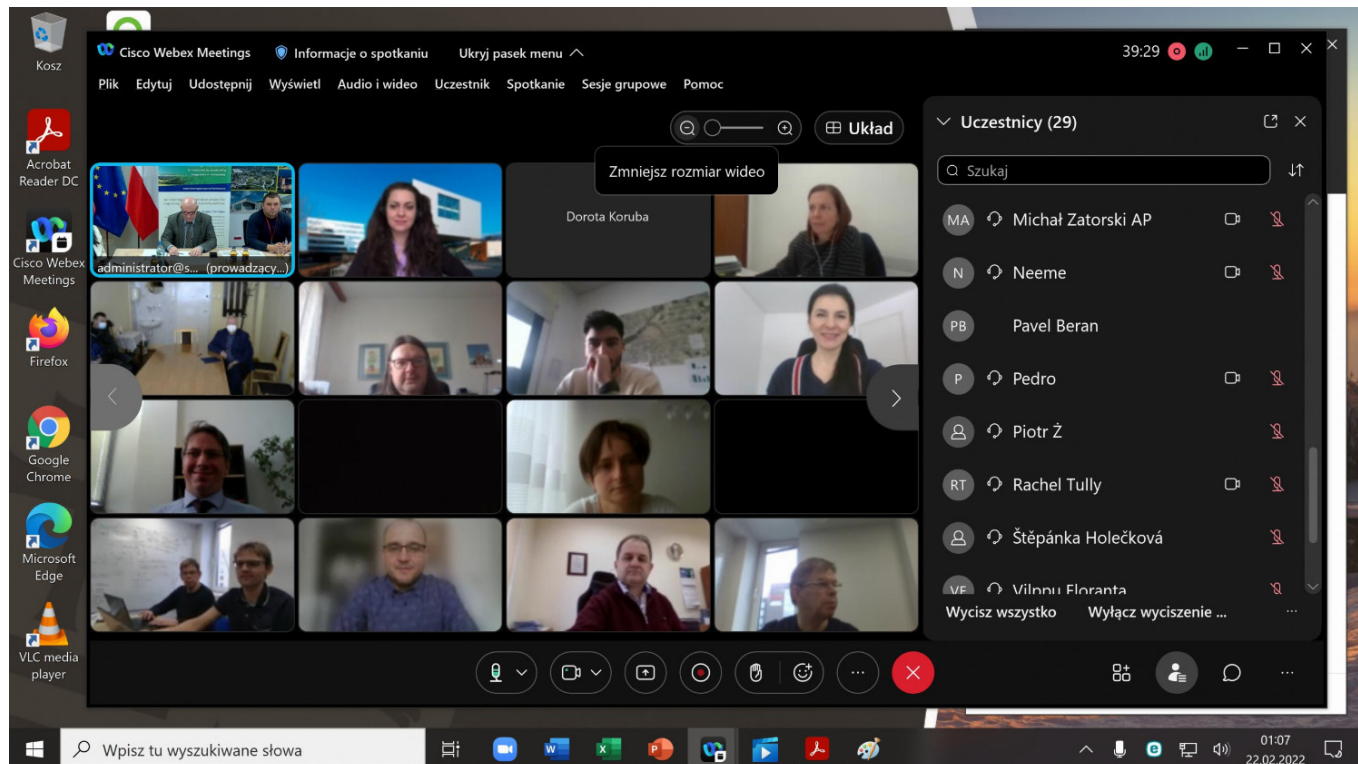 Kosz
Acrobat
Reader DC
Cisco Webex
Meetings
Firefox
Google
Chrome
Microsoft
Edge
VLC media
player
Cisco Webex Meetings
Informacje o spotkaniu
Ukryj pasek menu
39:29
Plik Edytuj Udostępnij Wyświetl Audio i wideo Uczestnik Spotkanie Sesje grupowe Pomoc
Układ
Zmniejsz rozmiar wideo
administrator@s... (prowadzący...)
Dorota Koruba
Uczestnicy (29)
Szukaj
MA Michał Zatorski AP
N Neeme
PB Pavel Beran
P Pedro
Piotr Ż
RT Rachel Tully
Štěpánka Holečková
VE Vilppu Eloranta
Wycisz wszystko Wyłącz wyciszenie ...
Wpisz tu wyszukiwane słowa
01:07
22.02.2022